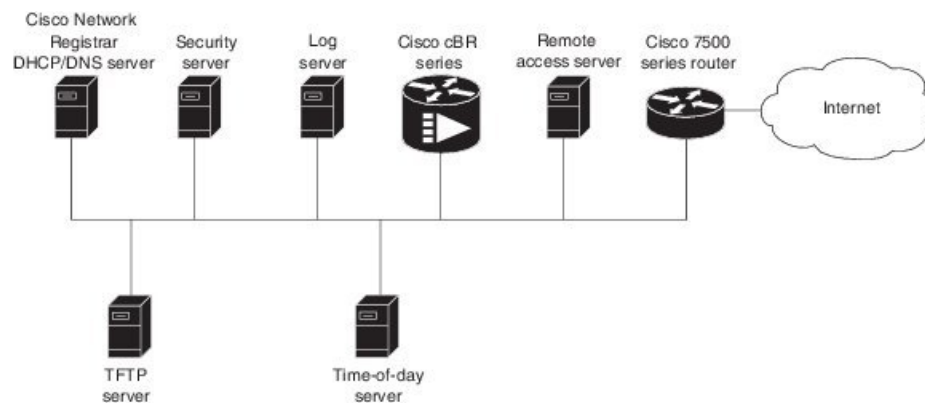 Cisco Network
Registrar
DHCP/DNS server
Security
server
Log
server
Cisco cBR
series
Remote
access server
Cisco 7500
series router
Internet
TFTP
server
Time-of-day
server